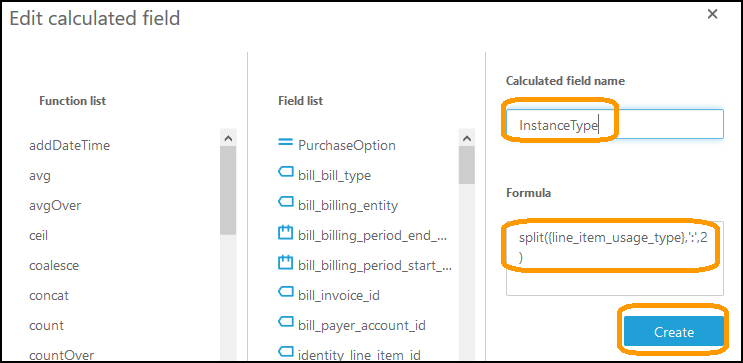 Edit calculated field
×
Function list
addDateTime
avg
avgOver
ceil
coalesce
concat
count
countOver
Field list
PurchaseOption
bill_bill_type
bill_billing_entity
bill_billing_period_end_...
bill_billing_period_start_...
bill_invoice_id
bill_payer_account_id
identity_line_item_id
Calculated field name
InstanceType
Formula
split({line_item_usage_type},':',2
)
Create